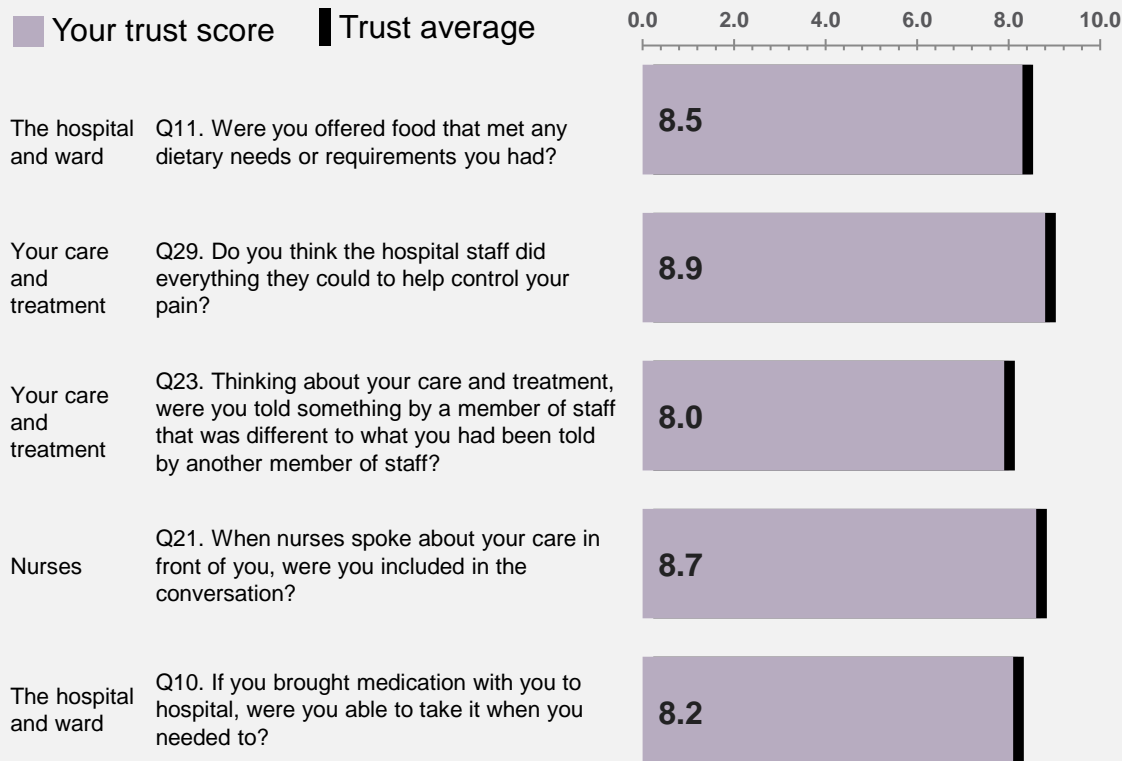 Your trust score
Trust average
0.0 2.0 4.0 6.0 8.0 10.0
The hospital
and ward
Q11. Were you offered food that met any
dietary needs or requirements you had?
8.5
Your care
and
treatment
Q29. Do you think the hospital staff did
everything they could to help control your
pain?
8.9
Your care
and
treatment
Q23. Thinking about your care and treatment,
were you told something by a member of staff
that was different to what you had been told
by another member of staff?
8.0
Nurses
Q21. When nurses spoke about your care in
front of you, were you included in the
conversation?
8.7
The hospital
and ward
Q10. If you brought medication with you to
hospital, were you able to take it when you
needed to?
8.2